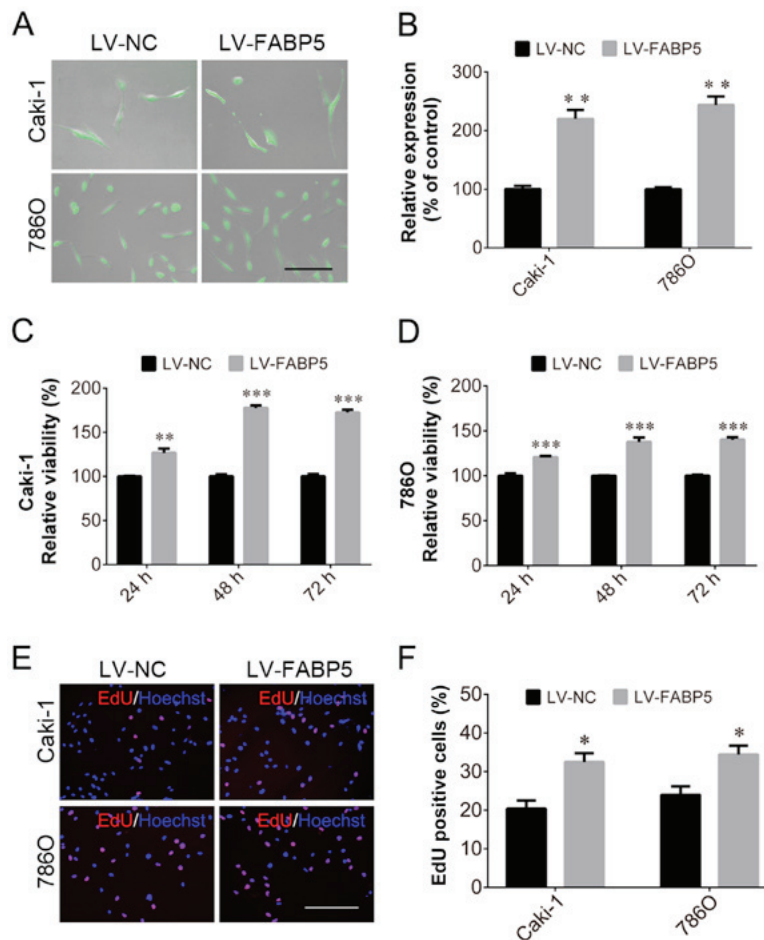 A
LV-NC LV-FABP5
Caki-1
786O
B
LV-NC LV-FABP5
Relative expression
(% of control)
300
200
100
0
** **
Caki-1 786O
C
LV-NC LV-FABP5
Caki-1
Relative viability (%)
200
150
100
50
0
** *** ***
24 h 48 h 72 h
D
LV-NC LV-FABP5
786O
Relative viability (%)
200
150
100
50
0
*** *** ***
24 h 48 h 72 h
E
LV-NC LV-FABP5
Caki-1
EdU/Hoechst EdU/Hoechst
786O
EdU/Hoechst EdU/Hoechst
F
LV-NC LV-FABP5
EdU positive cells (%)
50
40
30
20
10
0
* *
Caki-1 786O